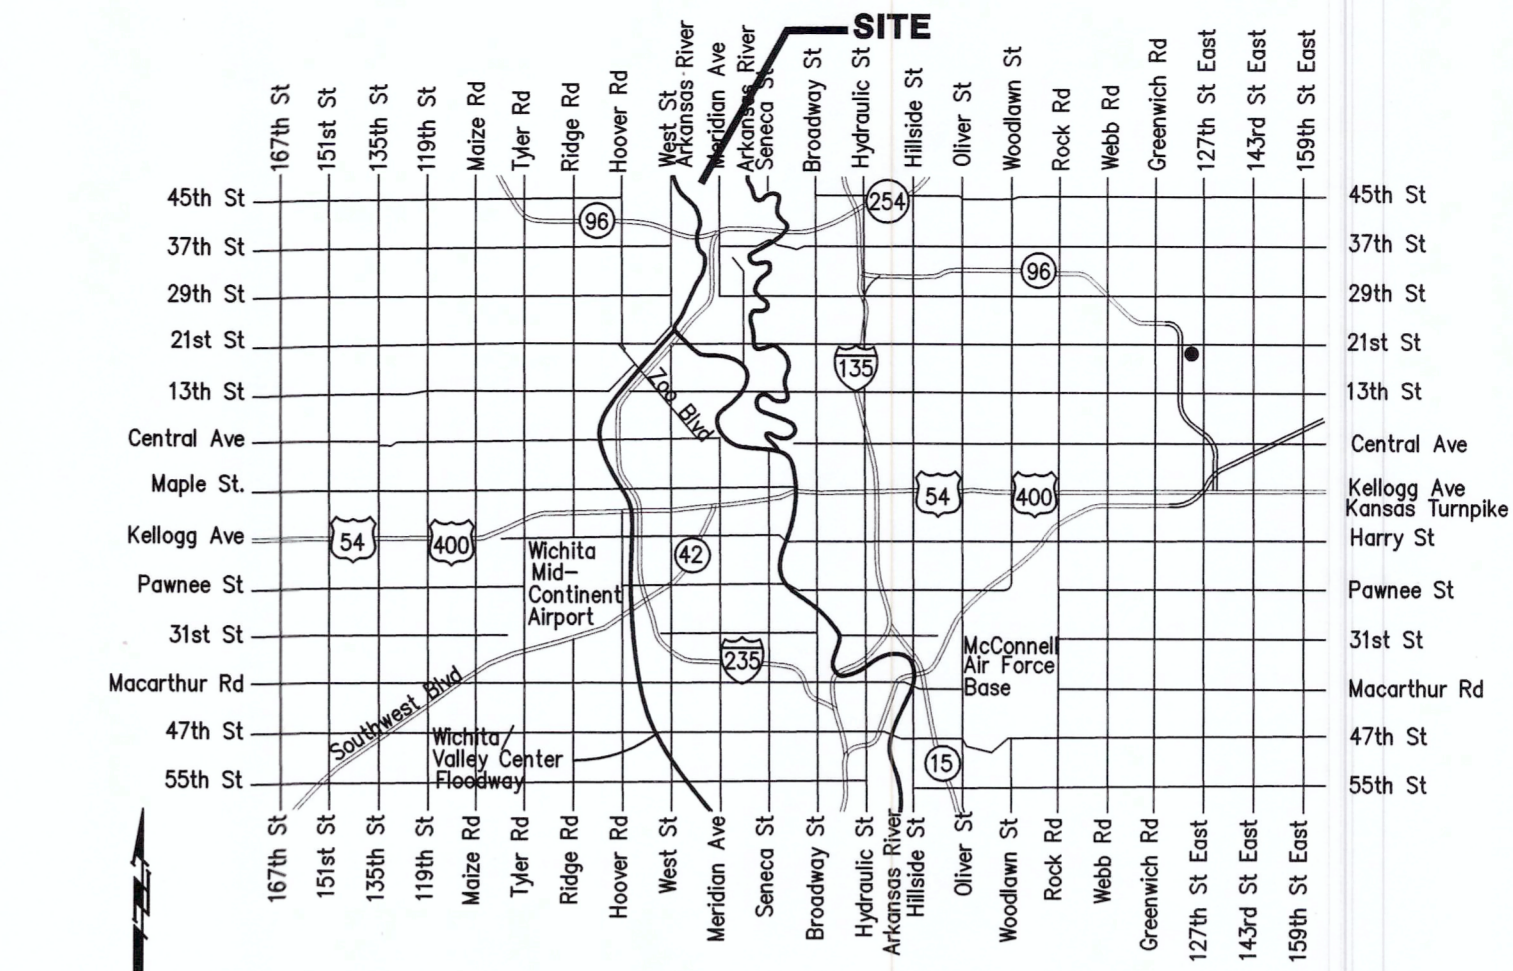 SITE
167th St
151st St
135th St
119th St
Maize Rd
Tyler Rd
Ridge Rd
Hoover Rd
West St
Arkansas River
Meridian Ave
Arkansas River
Seneca St
Broadway St
Hydraulic St
Hillside St
Oliver St
Woodlawn St
Rock Rd
Webb Rd
Greenwich Rd
127th St East
143rd St East
159th St East
45th St
37th St
29th St
21st St
13th St
Central Ave
Maple St.
Kellogg Ave
Pawnee St
31st St
Macarthur Rd
47th St
55th St
96
254
96
135
Zoo Blvd
54
400
54
400
42
Wichita
Mid-
Continent
Airport
235
McConnell
Air Force
Base
Southwest Blvd
Wichita/
Valley Center
Floodway
15
45th St
37th St
29th St
21st St
13th St
Central Ave
Kellogg Ave
Kansas Turnpike
Harry St
Pawnee St
31st St
Macarthur Rd
47th St
55th St
167th St
151st St
135th St
119th St
Maize Rd
Tyler Rd
Ridge Rd
Hoover Rd
West St
Meridian Ave
Seneca St
Broadway St
Hydraulic St
Arkansas River
Hillside St
Oliver St
Woodlawn St
Rock Rd
Webb Rd
Greenwich Rd
127th St East
143rd St East
159th St East